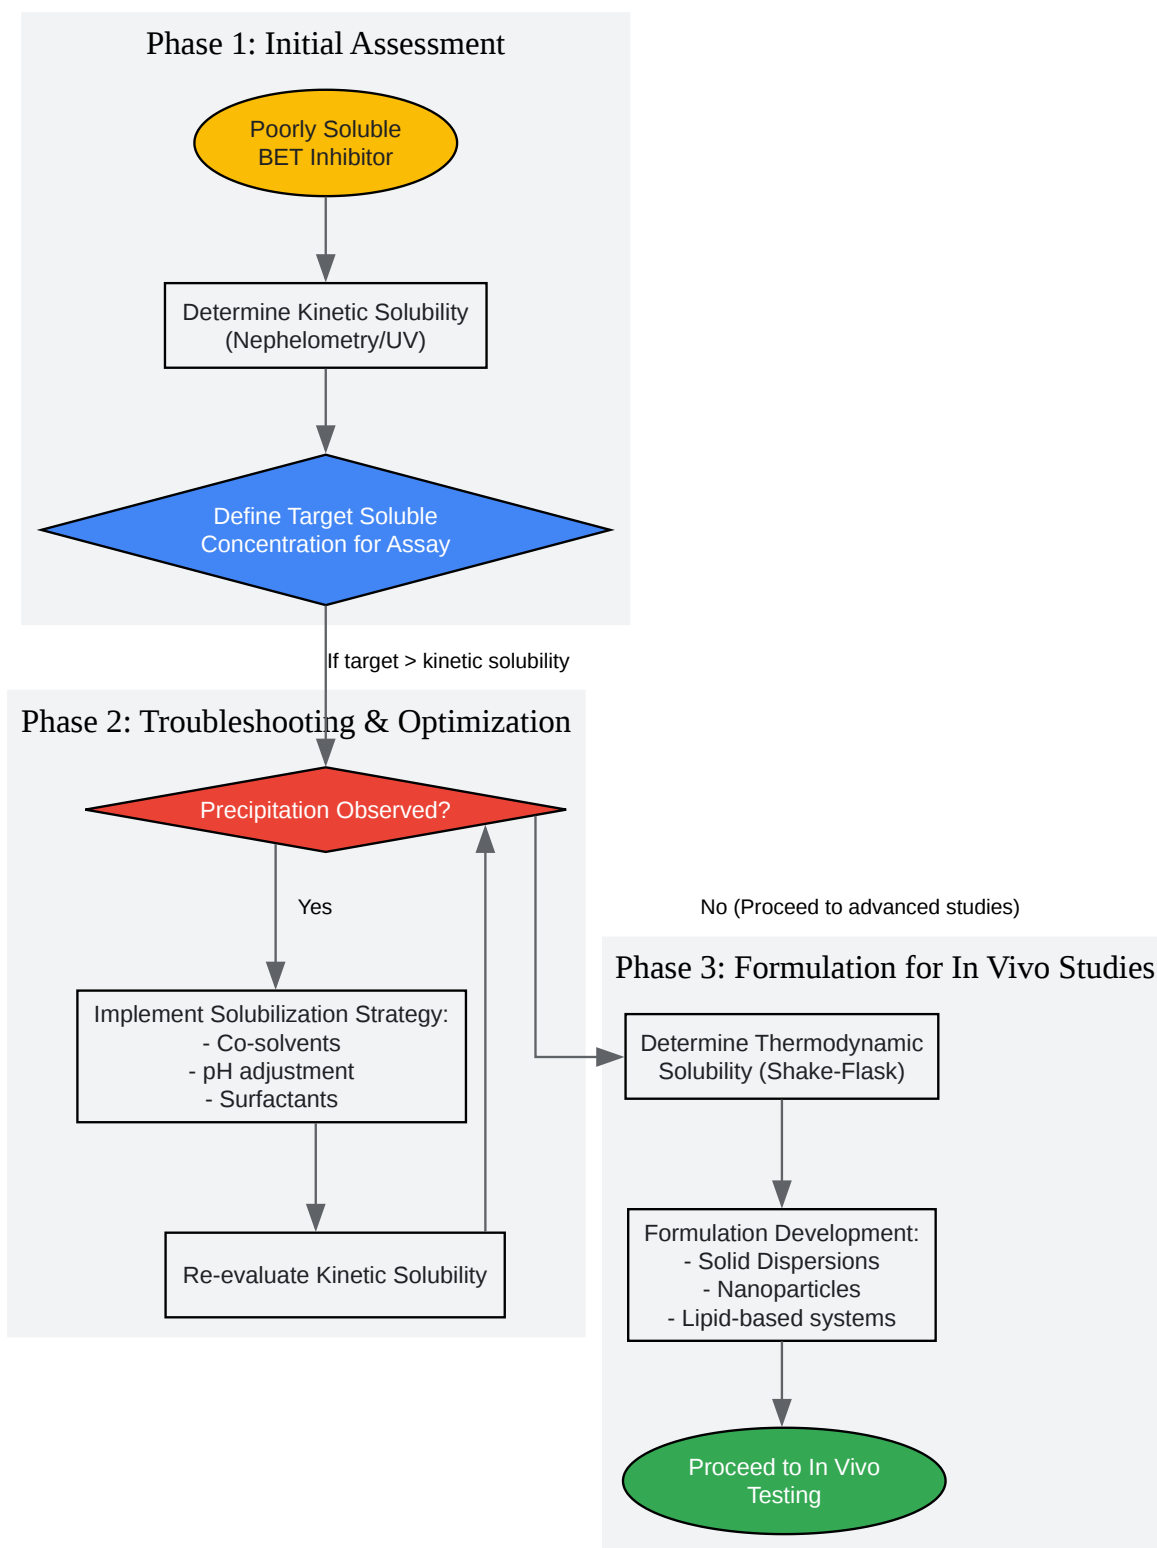 Phase 1: Initial Assessment
Poorly Soluble
BET Inhibitor
Determine Kinetic Solubility
(Nephelometry/UV)
Define Target Soluble
Concentration for Assay
If target > kinetic solubility
Phase 2: Troubleshooting & Optimization
Precipitation Observed?
Yes
No (Proceed to advanced studies)
Implement Solubilization Strategy:
- Co-solvents
- pH adjustment
- Surfactants
Re-evaluate Kinetic Solubility
Phase 3: Formulation for In Vivo Studies
Determine Thermodynamic
Solubility (Shake-Flask)
Formulation Development:
- Solid Dispersions
- Nanoparticles
- Lipid-based systems
Proceed to In Vivo
Testing